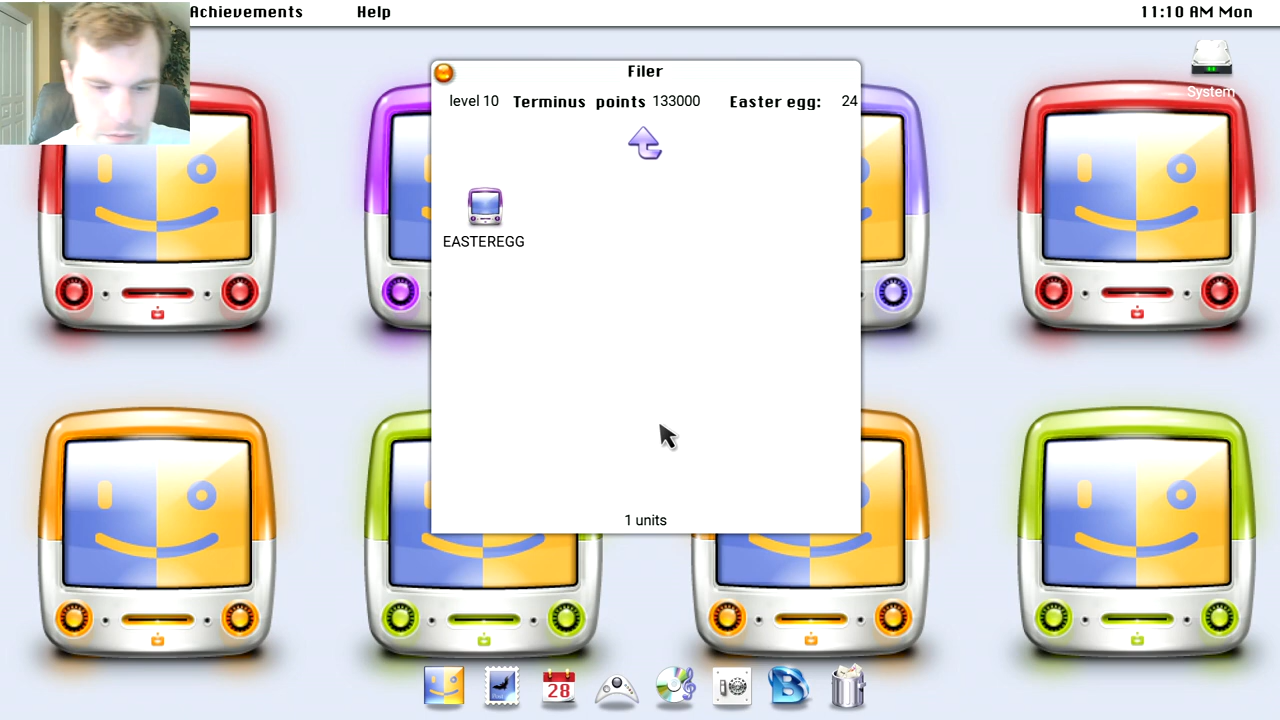 Achievements Help 11:10 AM Mon
Filer
level 10 Terminus points 133000 Easter egg: 24
System
EASTEREGG
1 units
28